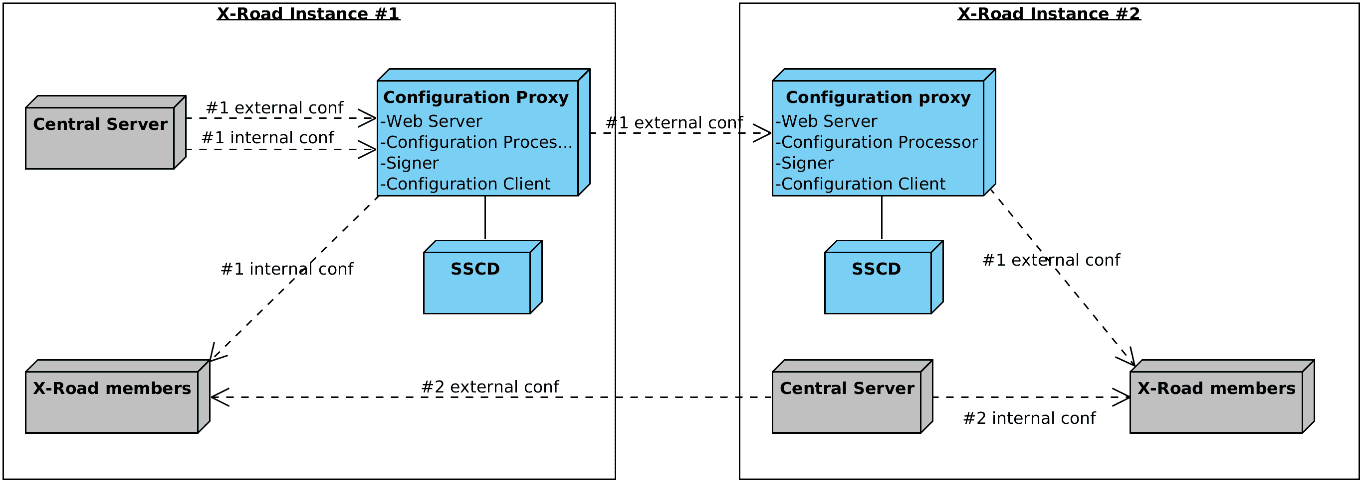 X-Road Instance #1
Central Server
#1 external conf
#1 internal conf
Configuration Proxy
-Web Server
-Configuration Proces...
-Signer
-Configuration Client
SSCD
#1 internal conf
X-Road members
#1 external conf
#2 external conf
X-Road Instance #2
Configuration proxy
-Web Server
-Configuration Processor
-Signer
-Configuration Client
SSCD
#1 external conf
Central Server
#2 internal conf
X-Road members